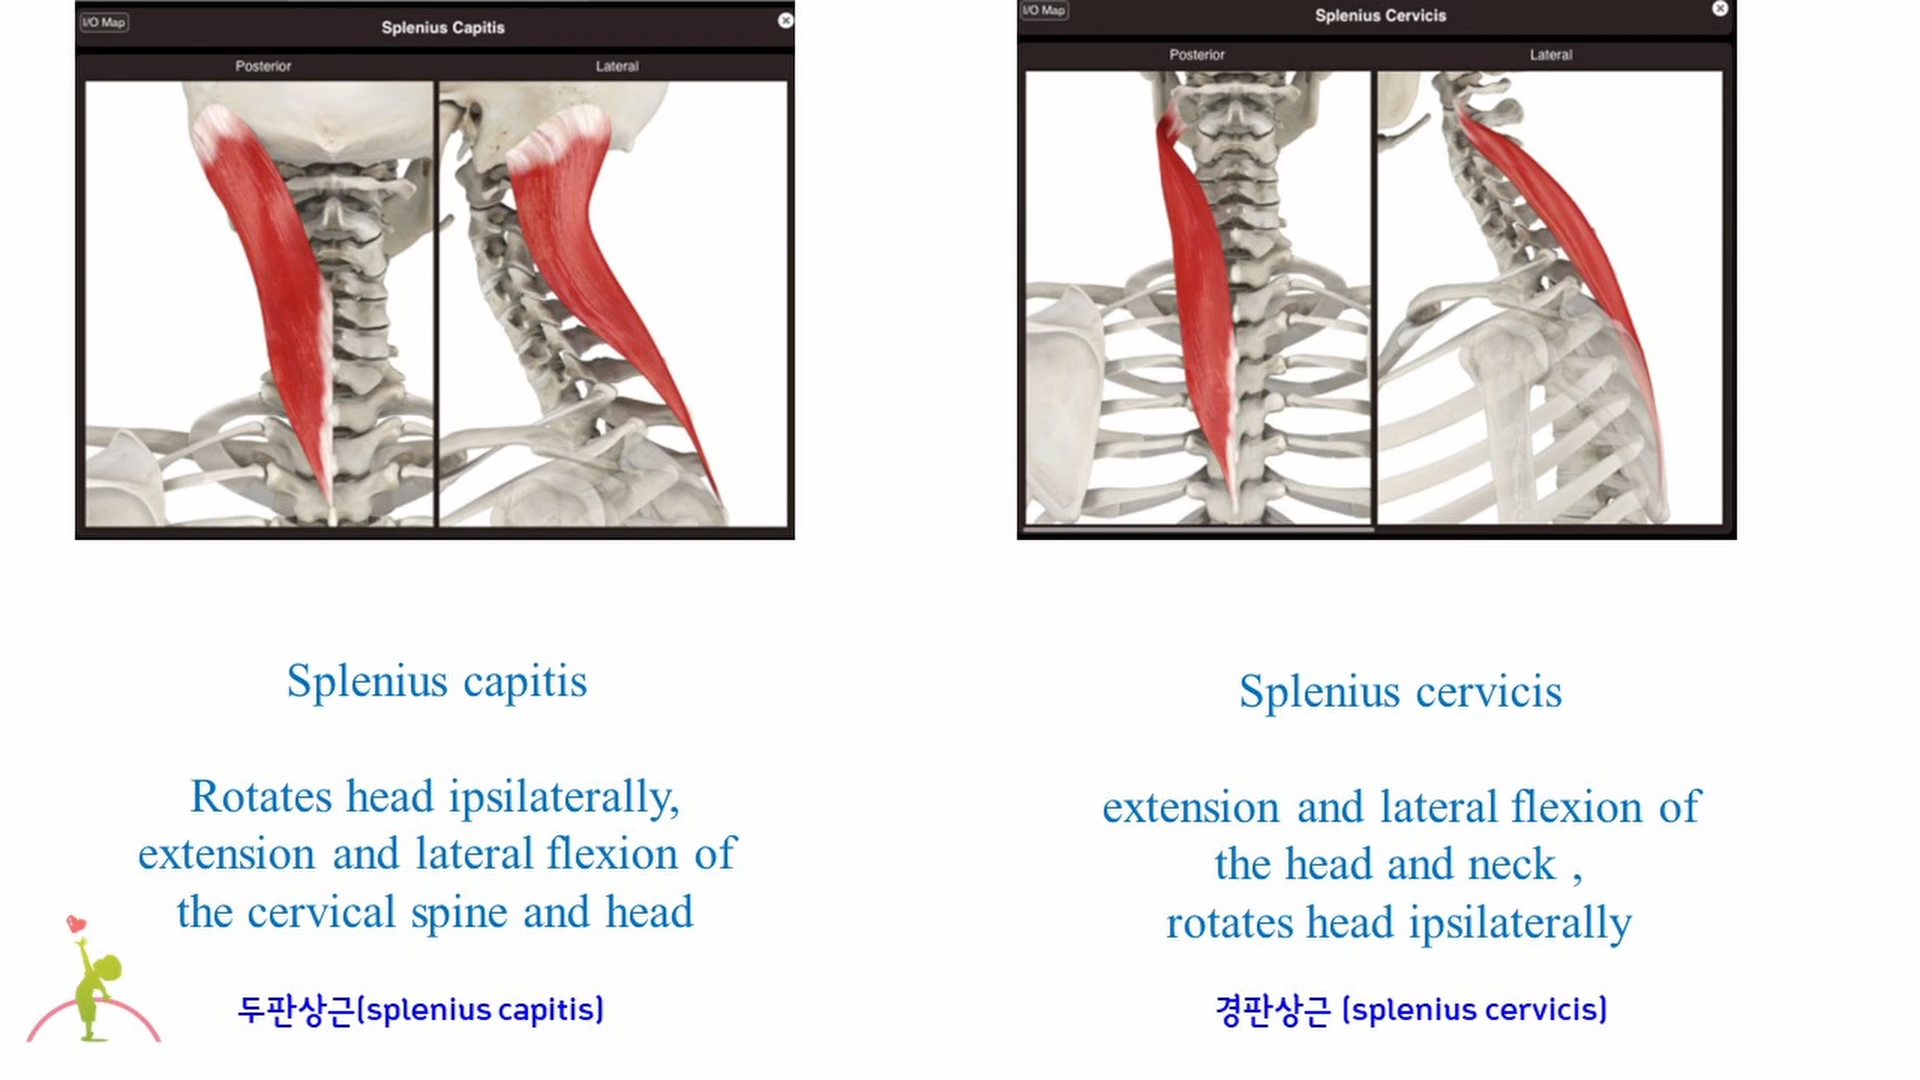 I/O Map
Splenius Capitis
Posterior
Lateral
I/O Map
Splenius Cervicis
Posterior
Lateral
Splenius capitis
Rotates head ipsilaterally,
extension and lateral flexion of
the cervical spine and head
두판상근(splenius capitis)
Splenius cervicis
extension and lateral flexion of
the head and neck ,
rotates head ipsilaterally
경판상근 (splenius cervicis)